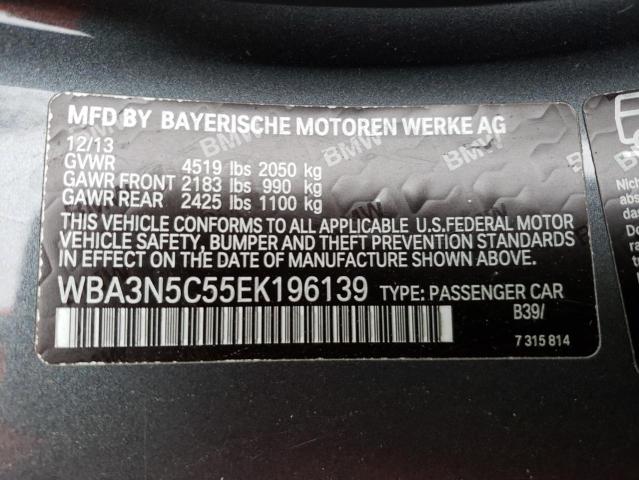 MFD BY BAYERISCHE MOTOREN WERKE AG
12/13
GVWR 4519 lbs 2050 kg
GAWR FRONT 2183 lbs 990 kg
GAWR REAR 2425 lbs 1100 kg
THIS VEHICLE CONFORMS TO ALL APPLICABLE U.S.FEDERAL MOTOR
VEHICLE SAFETY, BUMPER AND THEFT PREVENTION STANDARDS
IN EFFECT ON THE DATE OF MANUFACTURE SHOWN ABOVE.
WBA3N5C55EK196139 TYPE: PASSENGER CAR
B39/
7 315 814